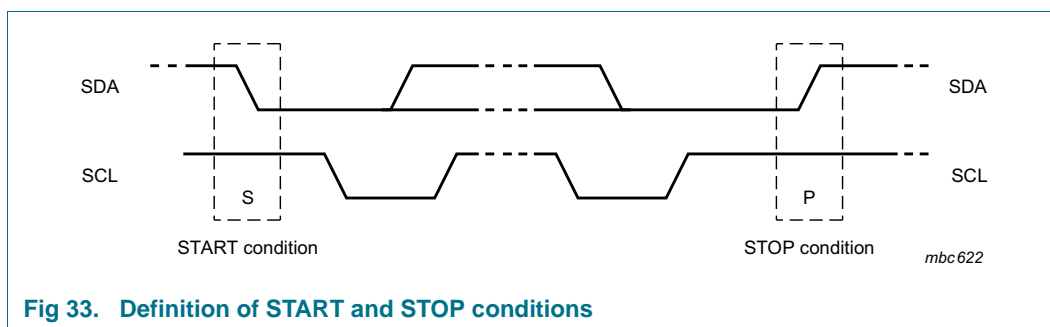 SDA
SDA
SCL
SCL
S
P
START condition
STOP condition
mbc622
Fig 33. Definition of START and STOP conditions